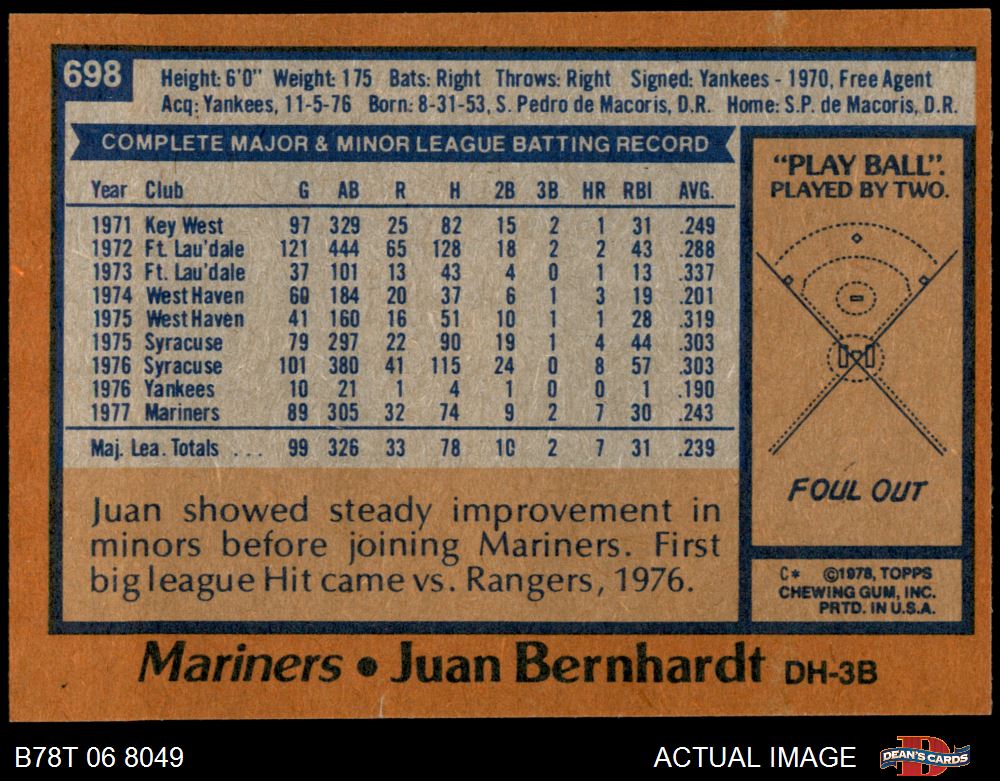 698
Height: 6'0" Weight: 175 Bats: Right Throws: Right Signed: Yankees - 1970, Free Agent
Acq: Yankees, 11-5-76 Born: 8-31-53, S. Pedro de Macoris, D.R. Home: S.P. de Macoris, D.R.
COMPLETE MAJOR & MINOR LEAGUE BATTING RECORD
Year Club G AB R H 2B 3B HR RBI AVG.
1971 Key West 97 329 25 82 15 2 1 31 .249
1972 Ft. Lau'dale 121 444 65 128 18 2 2 43 .288
1973 Ft. Lau'dale 37 101 13 43 4 0 1 13 .337
1974 West Haven 60 184 20 37 6 1 3 19 .201
1975 West Haven 41 160 16 51 10 1 1 28 .319
1975 Syracuse 79 297 22 90 19 1 4 44 .303
1976 Syracuse 101 380 41 115 24 0 8 57 .303
1976 Yankees 10 21 1 4 1 0 0 1 .190
1977 Mariners 89 305 32 74 9 2 7 30 .243
Maj. Lea. Totals . . . 99 326 33 78 10 2 7 31 .239
Juan showed steady improvement in
minors before joining Mariners. First
big league Hit came vs. Rangers, 1976.
"PLAY BALL".
PLAYED BY TWO.
FOUL OUT
C* ©1978, TOPPS
CHEWING GUM, INC.
PRTD. IN U.S.A.
Mariners • Juan Bernhardt DH-3B
B78T 06 8049
ACTUAL IMAGE
DEAN'S CARDS